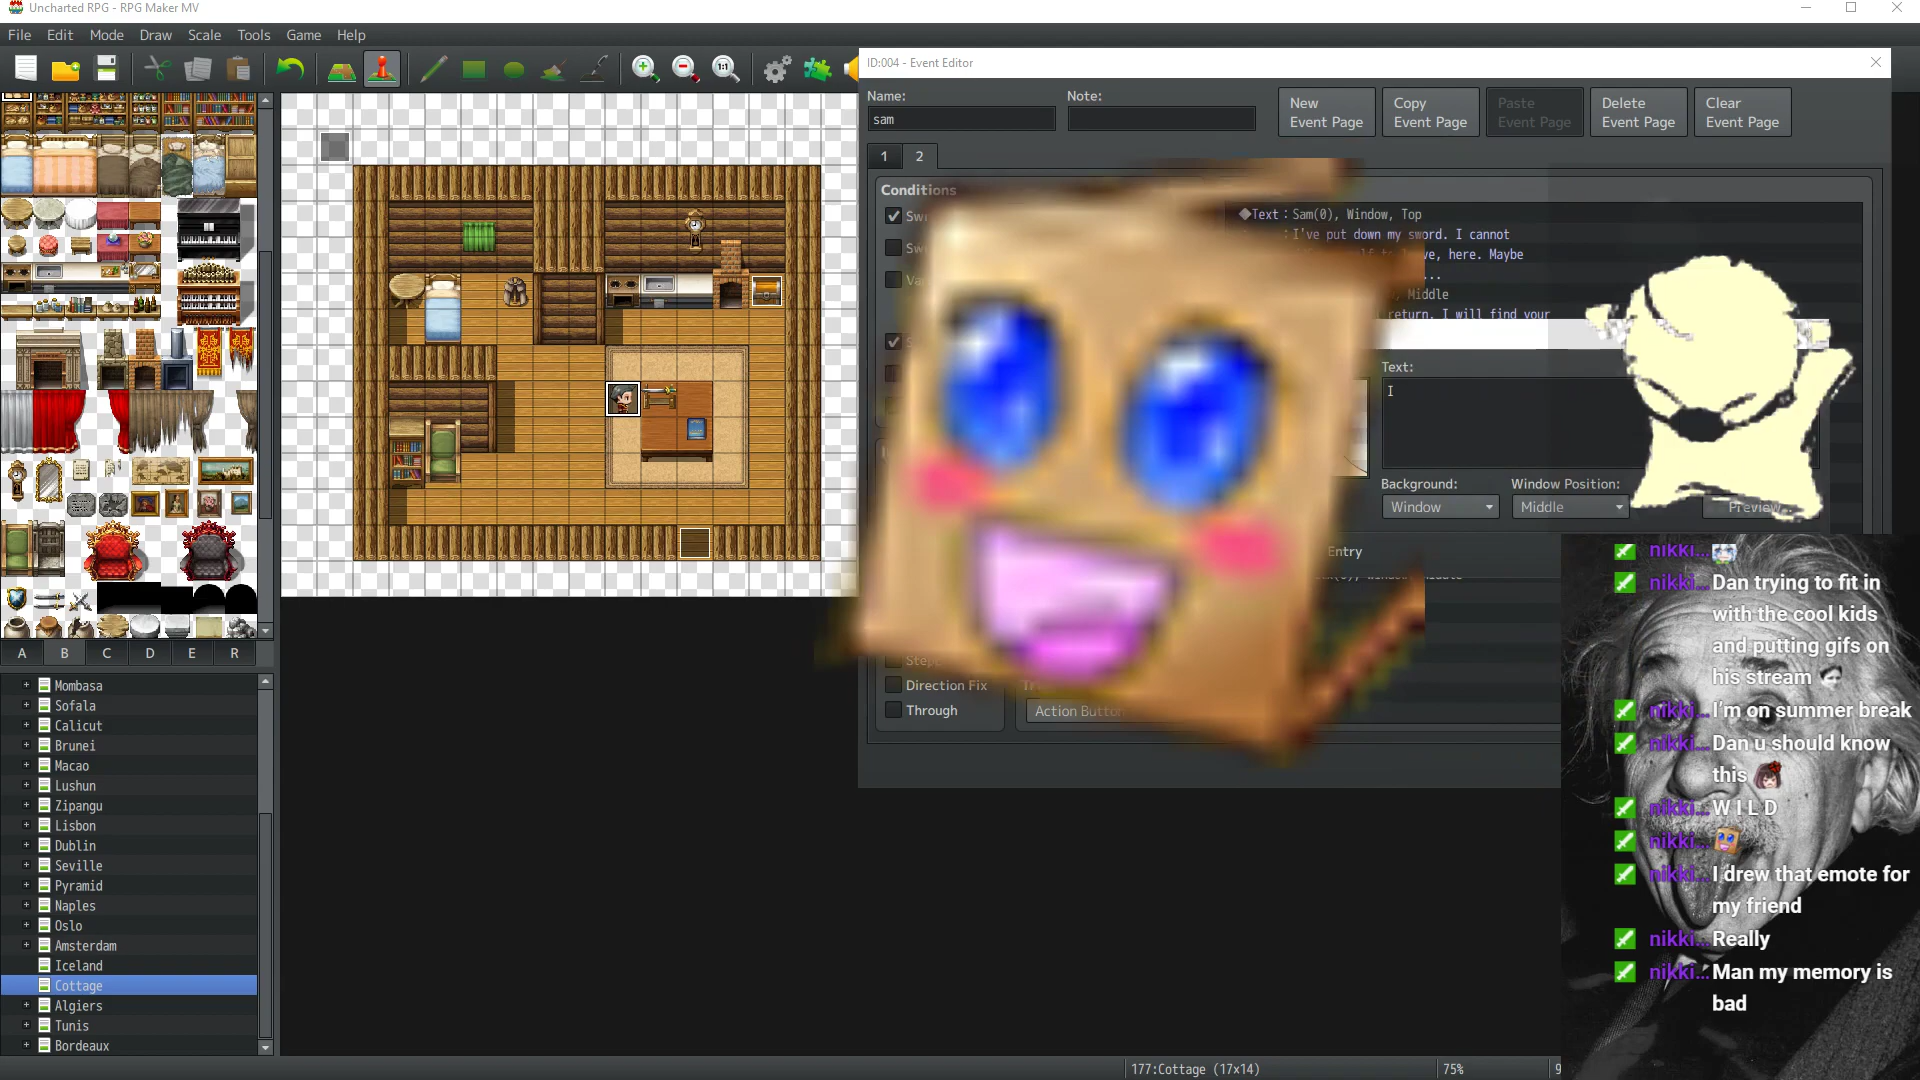 Uncharted RPG - RPG Maker MV
File Edit Mode Draw Scale Tools Game Help
1:1
ID:004 - Event Editor
Name:
Note:
sam
New Event Page
Copy Event Page
Paste Event Page
Delete Event Page
Clear Event Page
1 2
Conditions
◆Text : Sam(0), Window, Top
: I've put down my sword. I cannot
ve, here. Maybe
...
, Middle
return. I will find your
Text:
I
Background:
Window Position:
Window
Middle
Preview...
Entry
Direction Fix
Through
Action Button
A B C D E R
Mombasa
Sofala
Calicut
Brunei
Macao
Lushun
Zipangu
Lisbon
Dublin
Seville
Pyramid
Naples
Oslo
Amsterdam
Iceland
Cottage
Algiers
Tunis
Bordeaux
nikki...
nikki... Dan trying to fit in
with the cool kids
and putting gifs on
his stream
nikki... I'm on summer break
nikki... Dan u should know
this
nikki... W I L D
nikki...
nikki... I drew that emote for
my friend
nikki... Really
nikki... Man my memory is
bad
177:Cottage (17x14)
75%